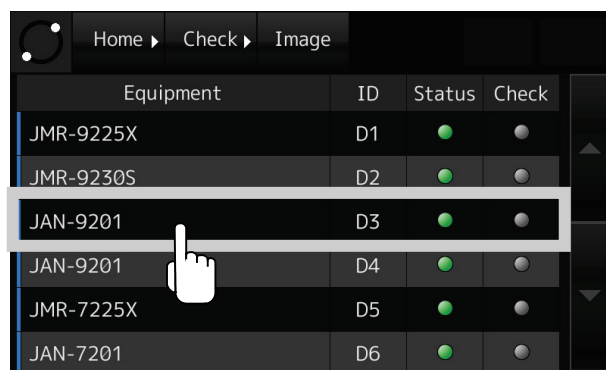 Home Check Image
Equipment ID Status Check
JMR-9225X D1
JMR-9230S D2
JAN-9201 D3
JAN-9201 D4
JMR-7225X D5
JAN-7201 D6